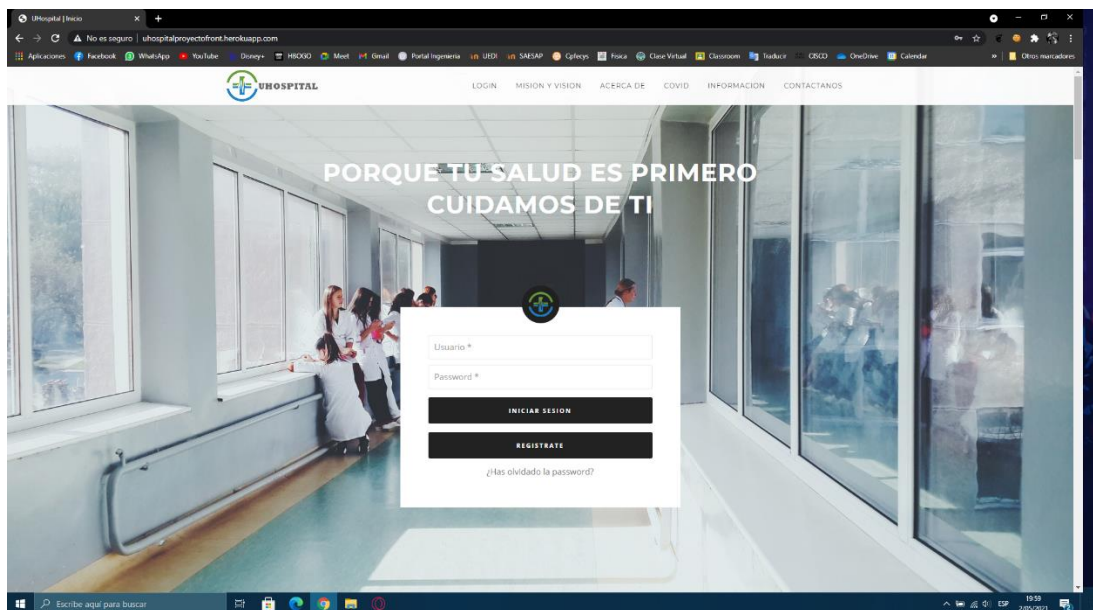 UHospital | Inicio
No es seguro | uhospitalproyectofront.herokuapp.com
Aplicaciones Facebook WhatsApp YouTube Disney+ HBOGO Meet Gmail Portal Ingenieria UEDI SAESAP Cpfecys Fisica Clase Virtual Classroom Traducir CISCO OneDrive Calendar » Otros marcadores
UHOSPITAL
LOGIN MISION Y VISION ACERCA DE COVID INFORMACION CONTACTANOS
PORQUE TU SALUD ES PRIMERO
CUIDAMOS DE TI
Usuario *
Password *
INICIAR SESION
REGISTRATE
¿Has olvidado la password?
Escribe aquí para buscar
ESP
19:59
2/05/2021